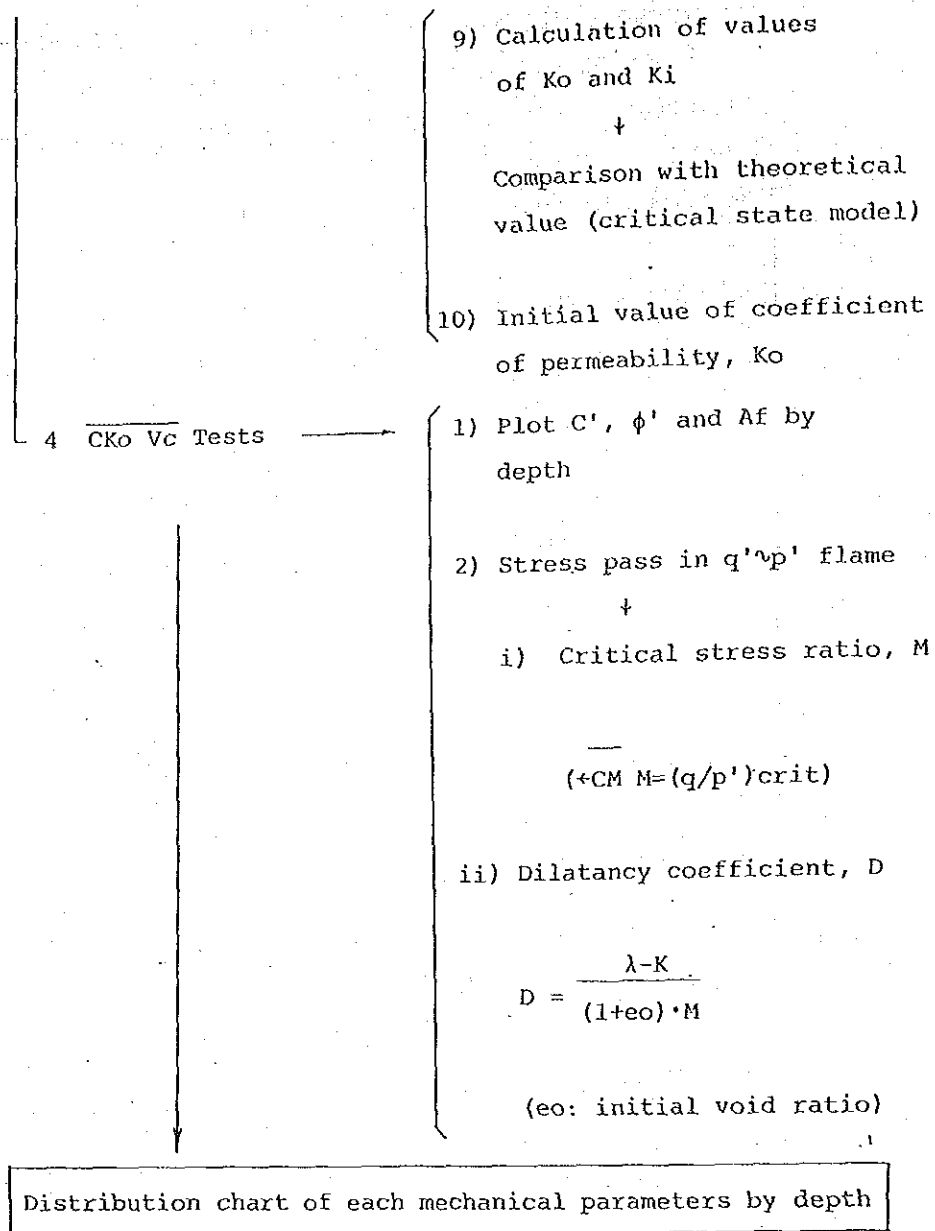 9) Calculation of values
of Ko and Ki
↓
Comparison with theoretical
value (critical state model)
10) Initial value of coefficient
of permeability, Ko
4 CKo Vc Tests
1) Plot C', φ' and Af by
depth
2) Stress pass in q'~p' flame
↓
i) Critical stress ratio, M
(+CM M=(q/p')crit)
ii) Dilatancy coefficient, D
D = λ-K / (1+eo)·M
(eo: initial void ratio)
Distribution chart of each mechanical parameters by depth